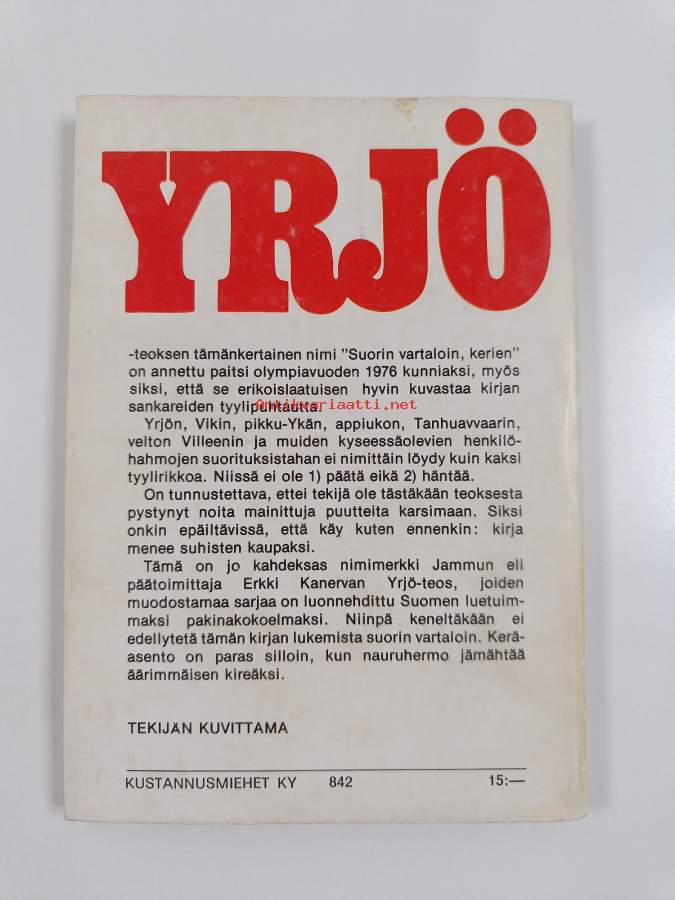 YRJÖ
-teoksen tämänkertainen nimi ”Suorin vartaloin, kerien”
on annettu paitsi olympiavuoden 1976 kunniaksi, myös
siksi, että se erikoislaatuisen hyvin kuvastaa kirjan
sankareiden tyylipuhtautta.
Antikvariaatti.net
Yrjön, Vikin, pikku-Ykän, appiukon, Tanhuavvaarin,
velton Villeenin ja muiden kyseessäolevien henkilö-
hahmojen suorituksistahan ei nimittäin löydy kuin kaksi
tyylirikkoa. Niissä ei ole 1) päätä eikä 2) häntää.
On tunnustettava, ettei tekijä ole tästäkään teoksesta
pystynyt noita mainittuja puutteita karsimaan. Siksi
onkin epäiltävissä, että käy kuten ennenkin: kirja
menee suhisten kaupaksi.
Tämä on jo kahdeksas nimimerkki Jammun eli
päätoimittaja Erkki Kanervan Yrjö-teos, joiden
muodostamaa sarjaa on luonnehdittu Suomen luetuim-
maksi pakinakokoelmaksi. Niinpä keneltäkään ei
edellytetä tämän kirjan lukemista suorin vartaloin. Kerä-
asento on paras silloin, kun nauruhermo jämähtää
äärimmäisen kireäksi.
TEKIJÄN KUVITTAMA
KUSTANNUSMIEHET KY 842 15:—